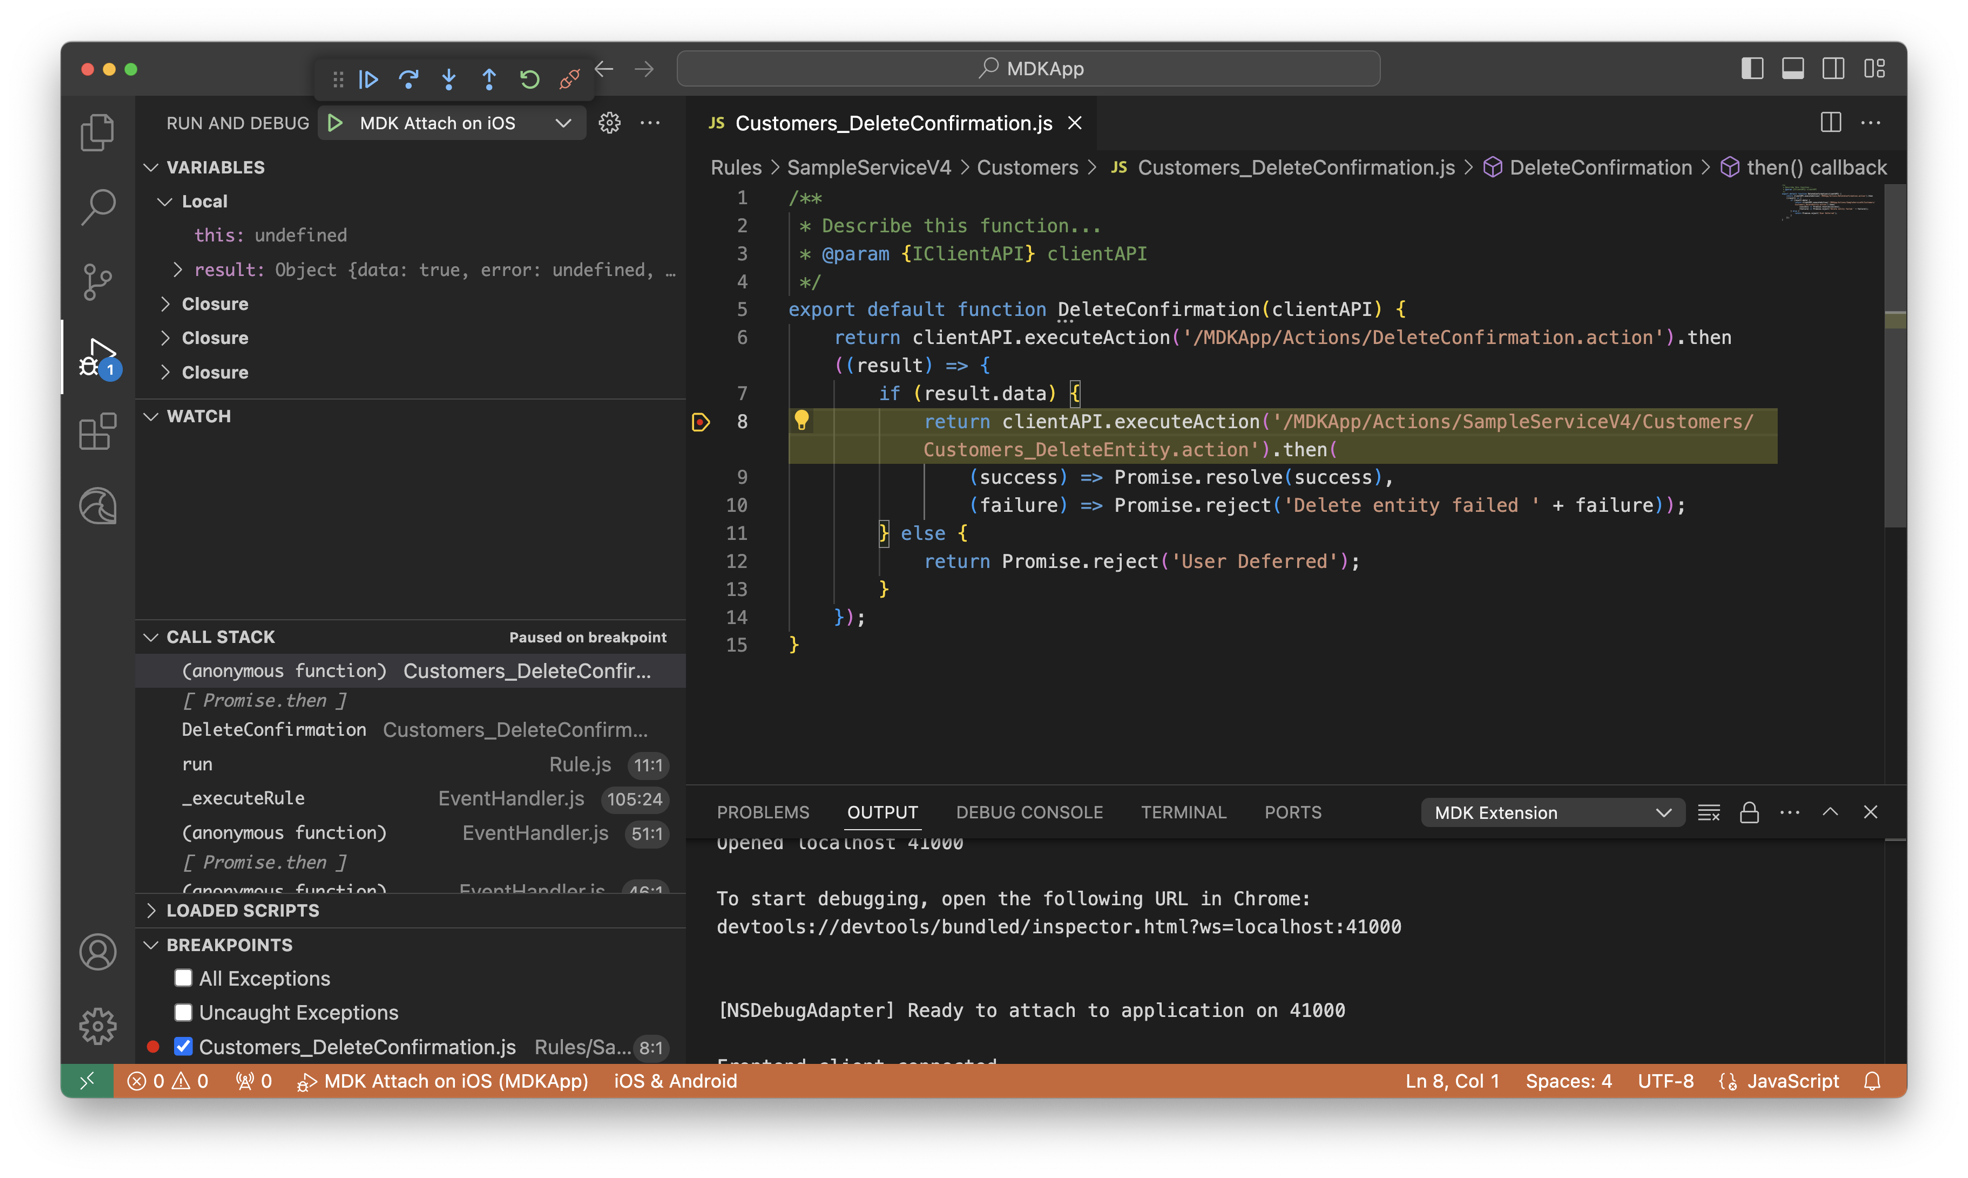 MDKApp
RUN AND DEBUG
MDK Attach on iOS
VARIABLES
Local
this: undefined
result: Object {data: true, error: undefined, …
Closure
Closure
Closure
WATCH
CALL STACK
Paused on breakpoint
(anonymous function) Customers_DeleteConfir...
[ Promise.then ]
DeleteConfirmation Customers_DeleteConfirm...
run Rule.js 11:1
_executeRule EventHandler.js 105:24
(anonymous function) EventHandler.js 51:1
[ Promise.then ]
(anonymous function) EventHandler.js 46:1
LOADED SCRIPTS
BREAKPOINTS
All Exceptions
Uncaught Exceptions
Customers_DeleteConfirmation.js Rules/Sa... 8:1
1
JS Customers_DeleteConfirmation.js
Rules > SampleServiceV4 > Customers > JS Customers_DeleteConfirmation.js > DeleteConfirmation > then() callback
1 /**
2 * Describe this function...
3 * @param {IClientAPI} clientAPI
4 */
5 export default function DeleteConfirmation(clientAPI) {
6 return clientAPI.executeAction('/MDKApp/Actions/DeleteConfirmation.action').then
((result) => {
7 if (result.data) {
8 return clientAPI.executeAction('/MDKApp/Actions/SampleServiceV4/Customers/
Customers_DeleteEntity.action').then(
9 (success) => Promise.resolve(success),
10 (failure) => Promise.reject('Delete entity failed ' + failure));
11 } else {
12 return Promise.reject('User Deferred');
13 }
14 });
15 }
PROBLEMS OUTPUT DEBUG CONSOLE TERMINAL PORTS
MDK Extension
Opened localhost 41000
To start debugging, open the following URL in Chrome:
devtools://devtools/bundled/inspector.html?ws=localhost:41000
[NSDebugAdapter] Ready to attach to application on 41000
Frontend client connected
0 0 0 MDK Attach on iOS (MDKApp) iOS & Android
Ln 8, Col 1 Spaces: 4 UTF-8 JavaScript